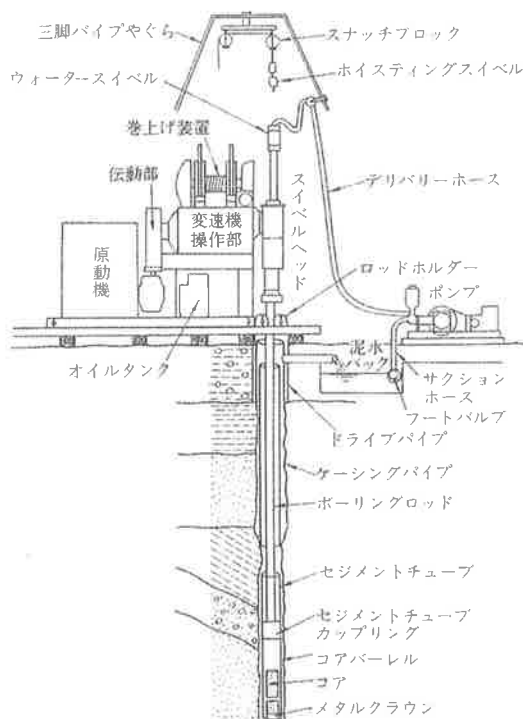 三脚パイプやぐら
スナッチブロック
ホイスティングスイベル
ウォータースイベル
巻上げ装置
伝動部
変速機
操作部
スイベルヘッド
デリバリーホース
原動機
ロッドホルダー
ポンプ
オイルタンク
泥水
バック
サクション
ホース
フートバルブ
ドライブパイプ
ケーシングパイプ
ボーリングロッド
セジメントチューブ
セジメントチューブ
カップリング
コアバーレル
コア
メタルクラウン